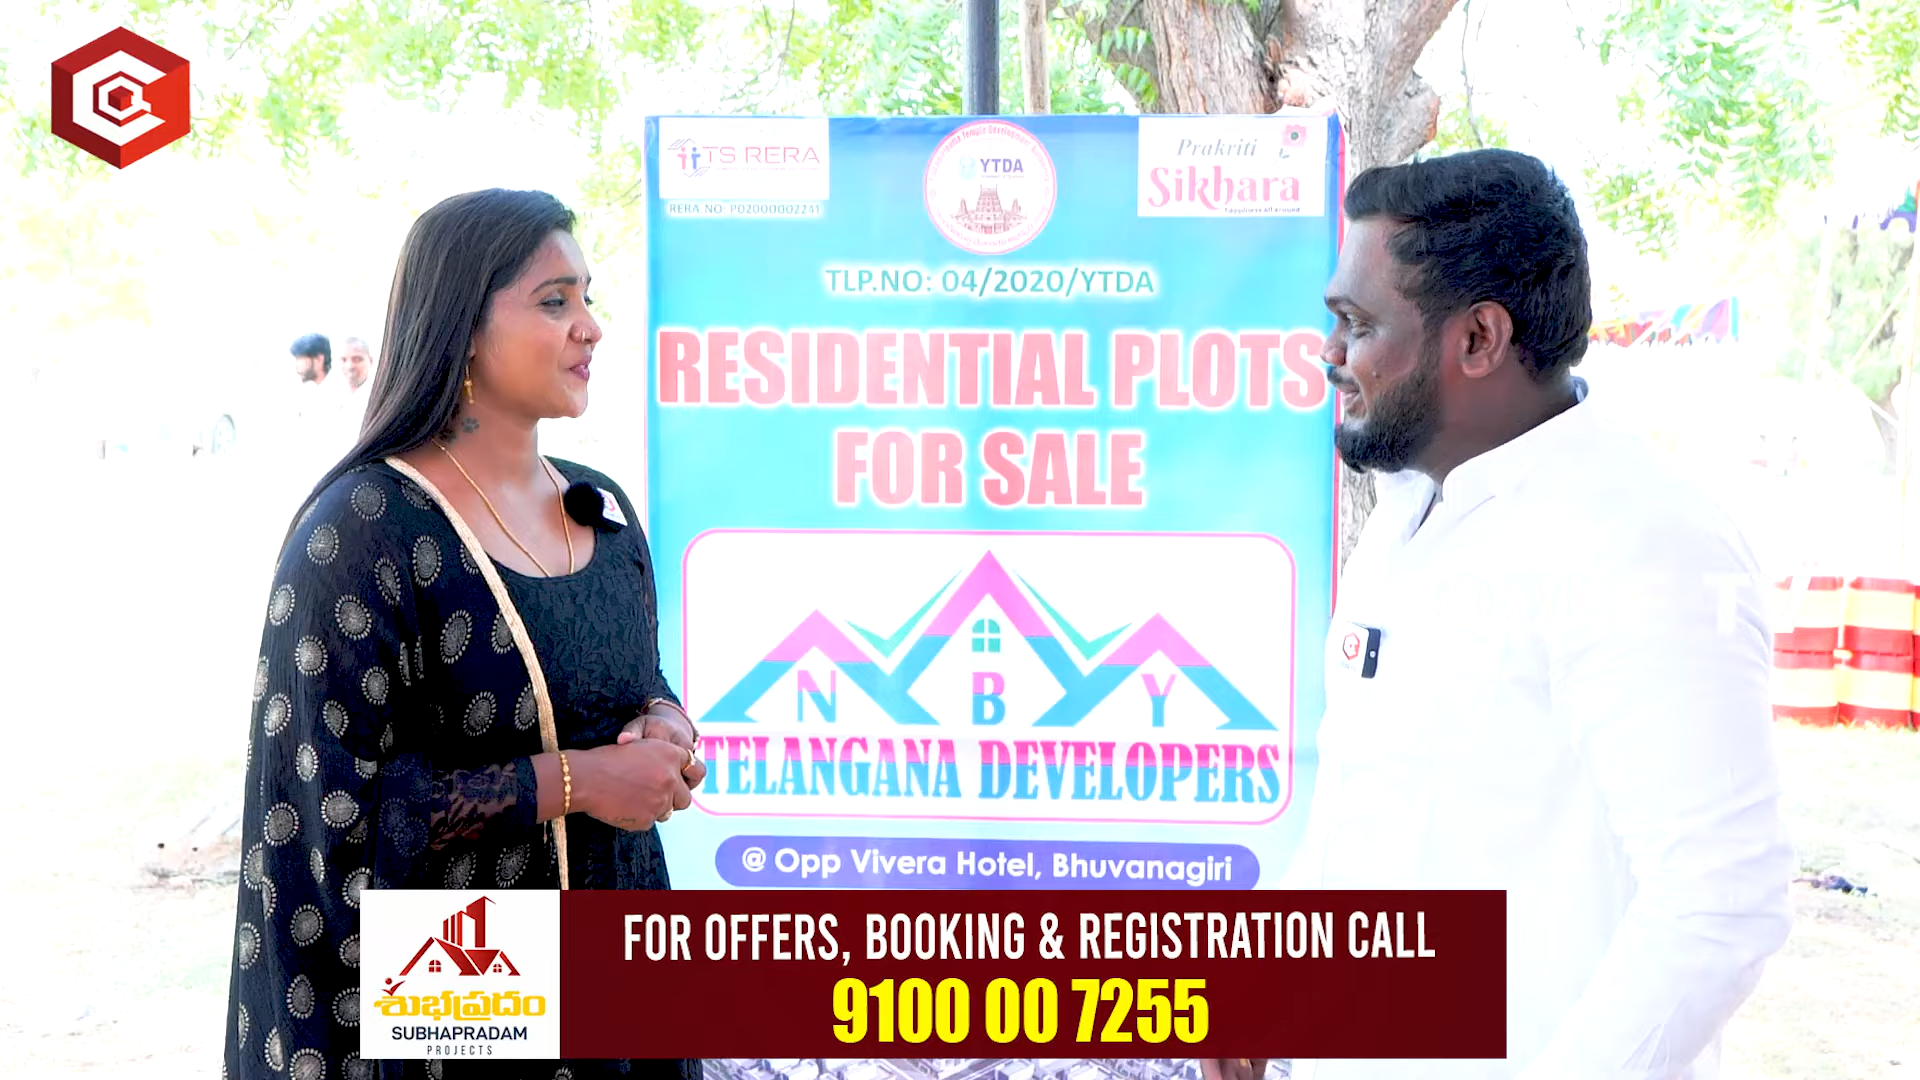 TS RERA
RERA NO: P02000002241
YTDA
Prakriti
Sikhara
TLP.NO: 04/2020/YTDA
RESIDENTIAL PLOTS
FOR SALE
N B Y
TELANGANA DEVELOPERS
@ Opp Vivera Hotel, Bhuvanagiri
శుభప్రదం
SUBHAPRADAM
PROJECTS
FOR OFFERS, BOOKING & REGISTRATION CALL
9100 00 7255